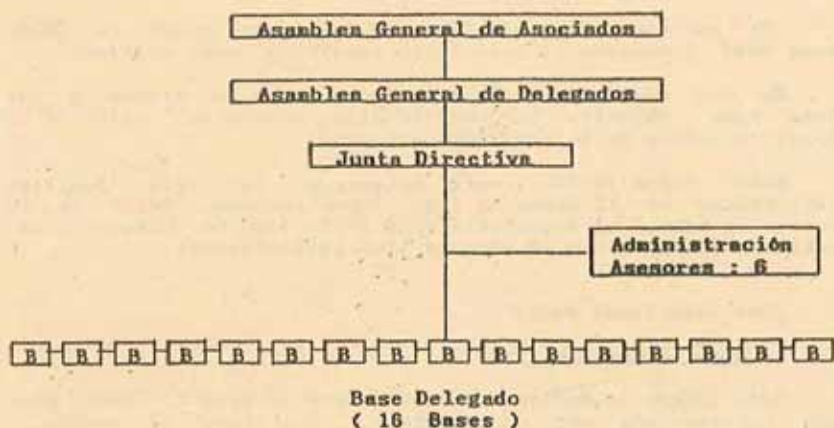 Asamblea General de Asociados
Asamblea General de Delegados
Junta Directiva
Administración
Asesores : 6
B B B B B B B B B B B B B B B B
Base Delegado
( 16 Bases )